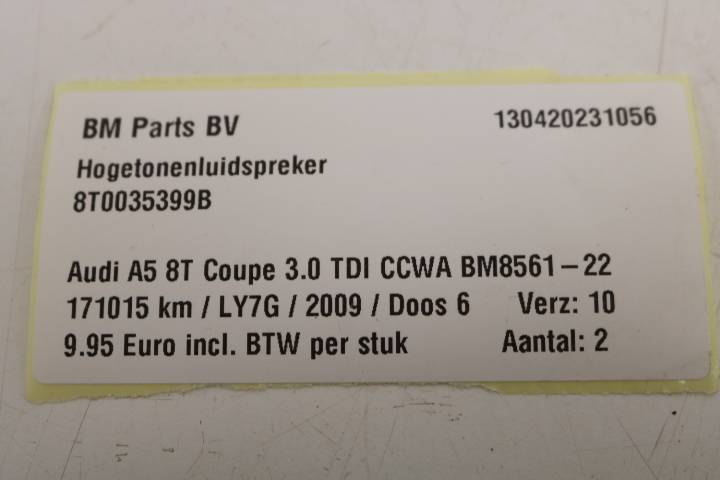 BM Parts BV 130420231056
Hogetonenluidspreker
8T0035399B
Audi A5 8T Coupe 3.0 TDI CCWA BM8561-22
171015 km / LY7G / 2009 / Doos 6 Verz: 10
9.95 Euro incl. BTW per stuk Aantal: 2